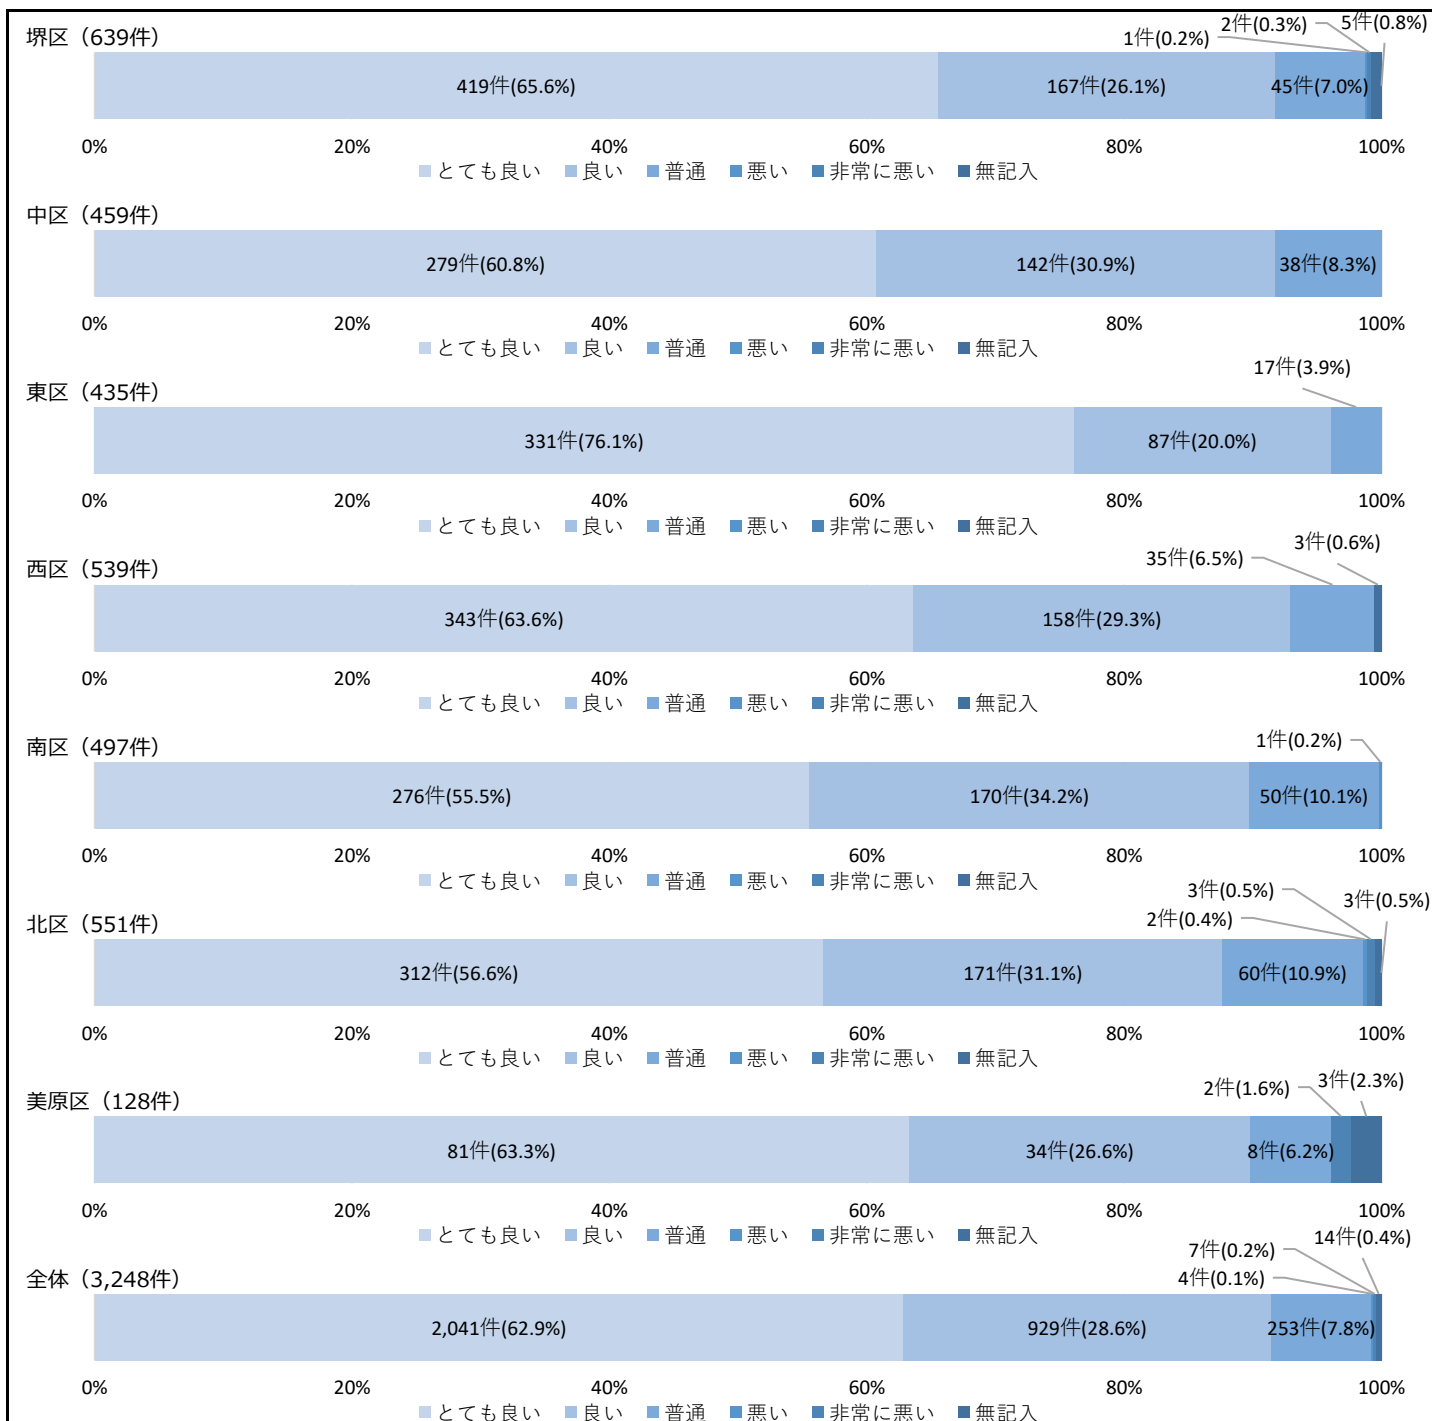 堺区（639件）
1件(0.2%) 2件(0.3%) 5件(0.8%)
419件(65.6%) 167件(26.1%) 45件(7.0%)
0% 20% 40% 60% 80% 100%
とても良い 良い 普通 悪い 非常に悪い 無記入
中区（459件）
279件(60.8%) 142件(30.9%) 38件(8.3%)
0% 20% 40% 60% 80% 100%
とても良い 良い 普通 悪い 非常に悪い 無記入
東区（435件）
17件(3.9%)
331件(76.1%) 87件(20.0%)
0% 20% 40% 60% 80% 100%
とても良い 良い 普通 悪い 非常に悪い 無記入
西区（539件）
35件(6.5%) 3件(0.6%)
343件(63.6%) 158件(29.3%)
0% 20% 40% 60% 80% 100%
とても良い 良い 普通 悪い 非常に悪い 無記入
南区（497件）
1件(0.2%)
276件(55.5%) 170件(34.2%) 50件(10.1%)
0% 20% 40% 60% 80% 100%
とても良い 良い 普通 悪い 非常に悪い 無記入
北区（551件）
2件(0.4%) 3件(0.5%) 3件(0.5%)
312件(56.6%) 171件(31.1%) 60件(10.9%)
0% 20% 40% 60% 80% 100%
とても良い 良い 普通 悪い 非常に悪い 無記入
美原区（128件）
2件(1.6%) 3件(2.3%)
81件(63.3%) 34件(26.6%) 8件(6.2%)
0% 20% 40% 60% 80% 100%
とても良い 良い 普通 悪い 非常に悪い 無記入
全体（3,248件）
4件(0.1%) 7件(0.2%) 14件(0.4%)
2,041件(62.9%) 929件(28.6%) 253件(7.8%)
0% 20% 40% 60% 80% 100%
とても良い 良い 普通 悪い 非常に悪い 無記入